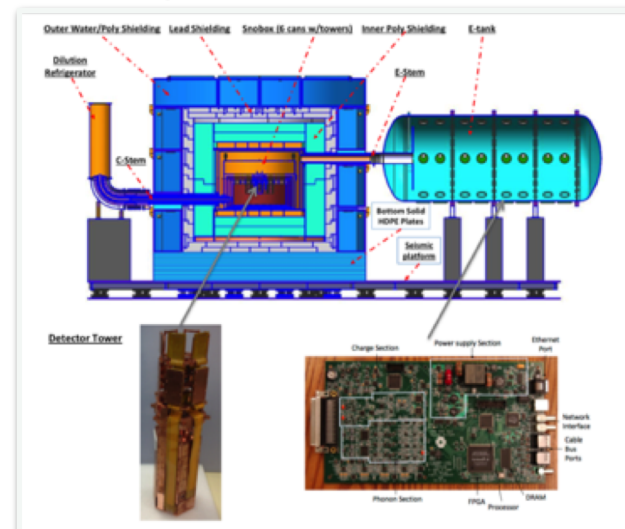 Outer Water/Poly Shielding Lead Shielding Snobox (6 cans w/towers) Inner Poly Shielding E-tank
Dilution
Refrigerator
E-Stem
C-Stem
Bottom Solid
HDPE Plates
Seismic
platform
Detector Tower
Charge Section
Power supply Section
Ethernet
Port
Network
Interface
Cable
Bus
Ports
Phonon Section
FPGA
Processor
DRAM